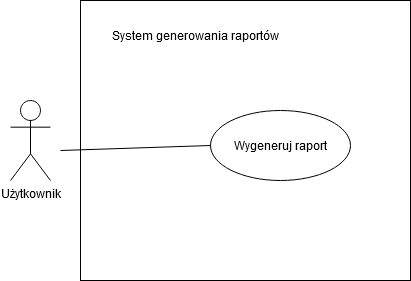 System generowania raportów
Wygeneruj raport
Użytkownik